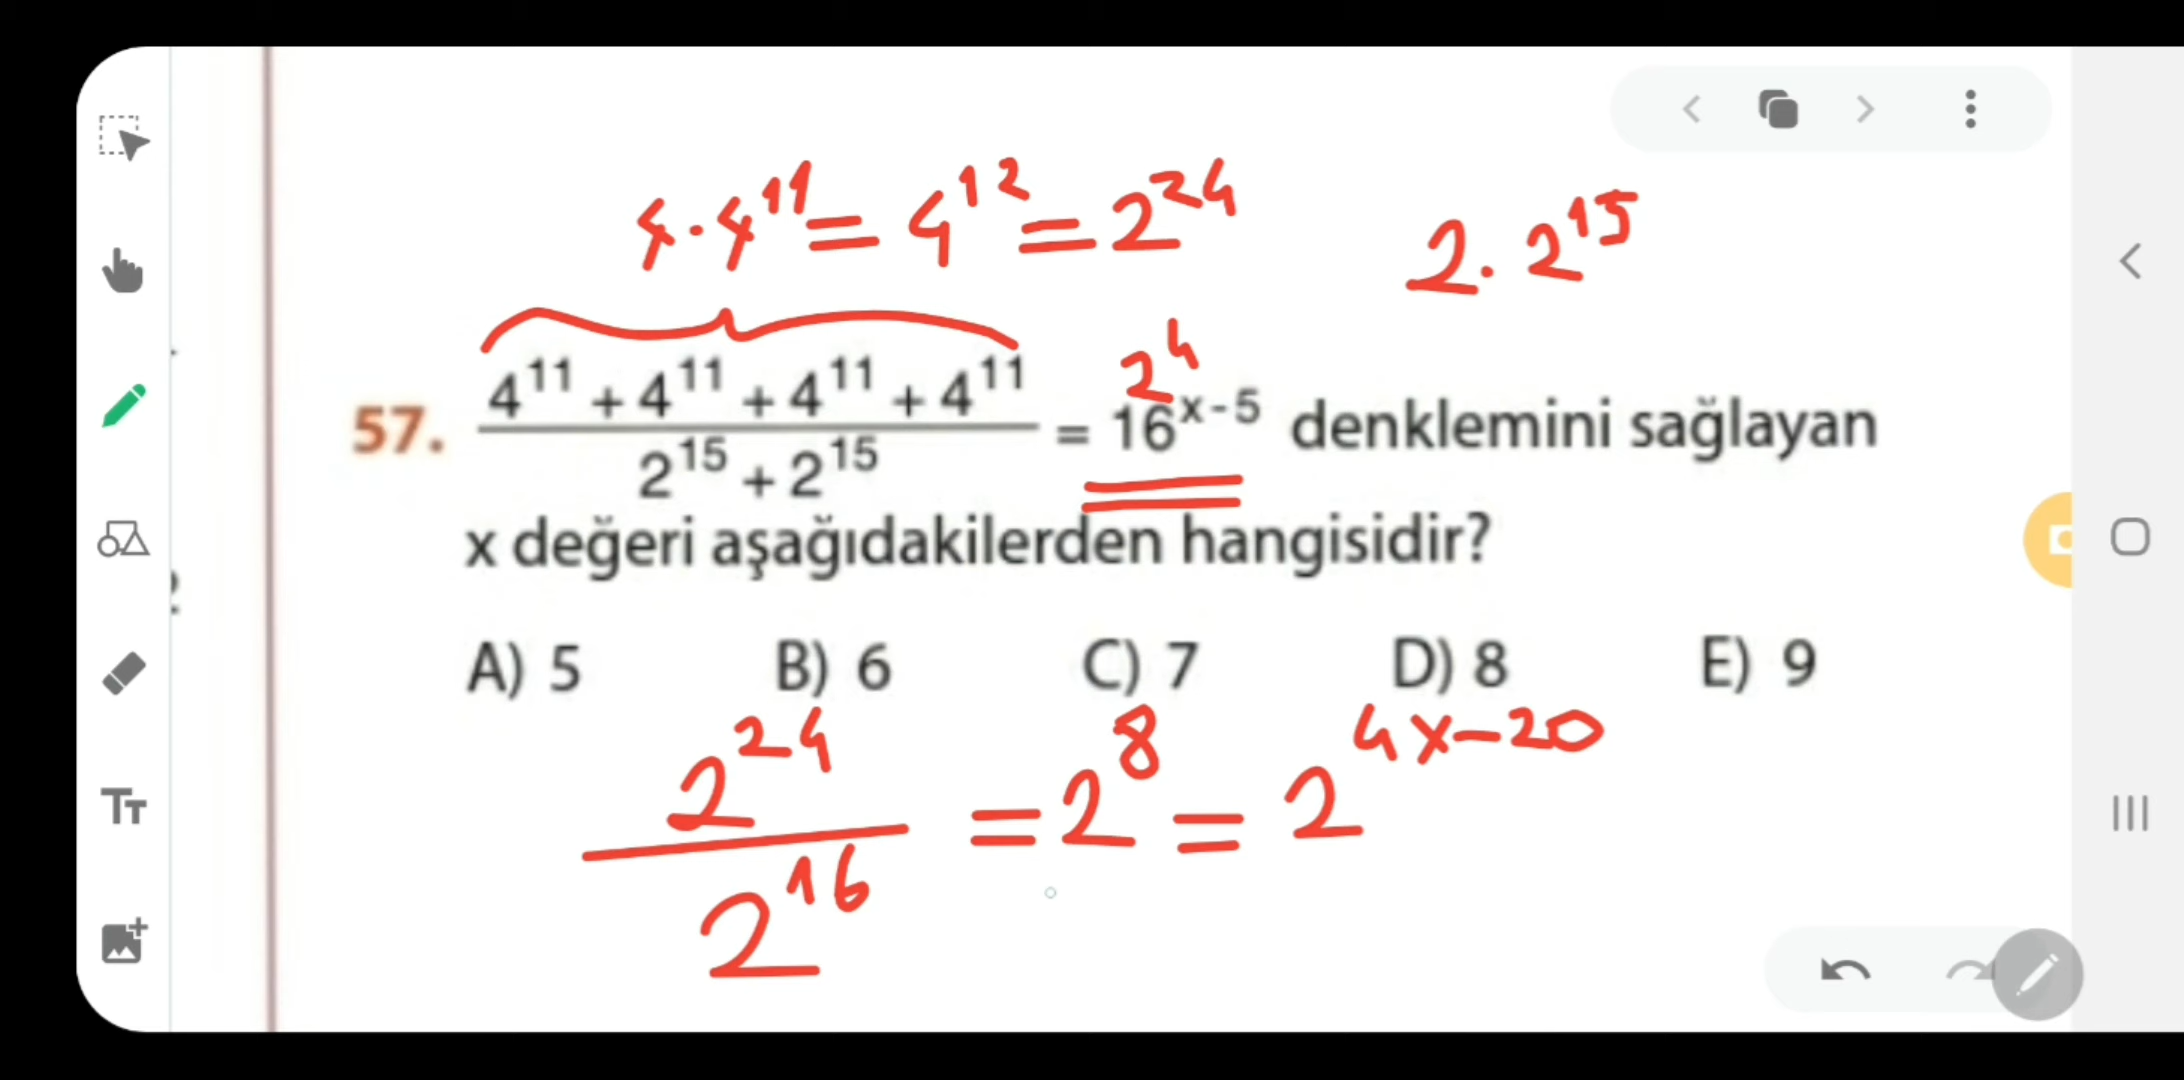 4·4¹¹ = 4¹² = 2²⁴
2·2¹⁵
2⁴
57. (4¹¹ + 4¹¹ + 4¹¹ + 4¹¹) / (2¹⁵ + 2¹⁵) = 16ˣ⁻⁵ denklemini sağlayan
x değeri aşağıdakilerden hangisidir?
A) 5 B) 6 C) 7 D) 8 E) 9
2²⁴ / 2¹⁶ = 2⁸ = 2⁴ˣ⁻²⁰
Tт